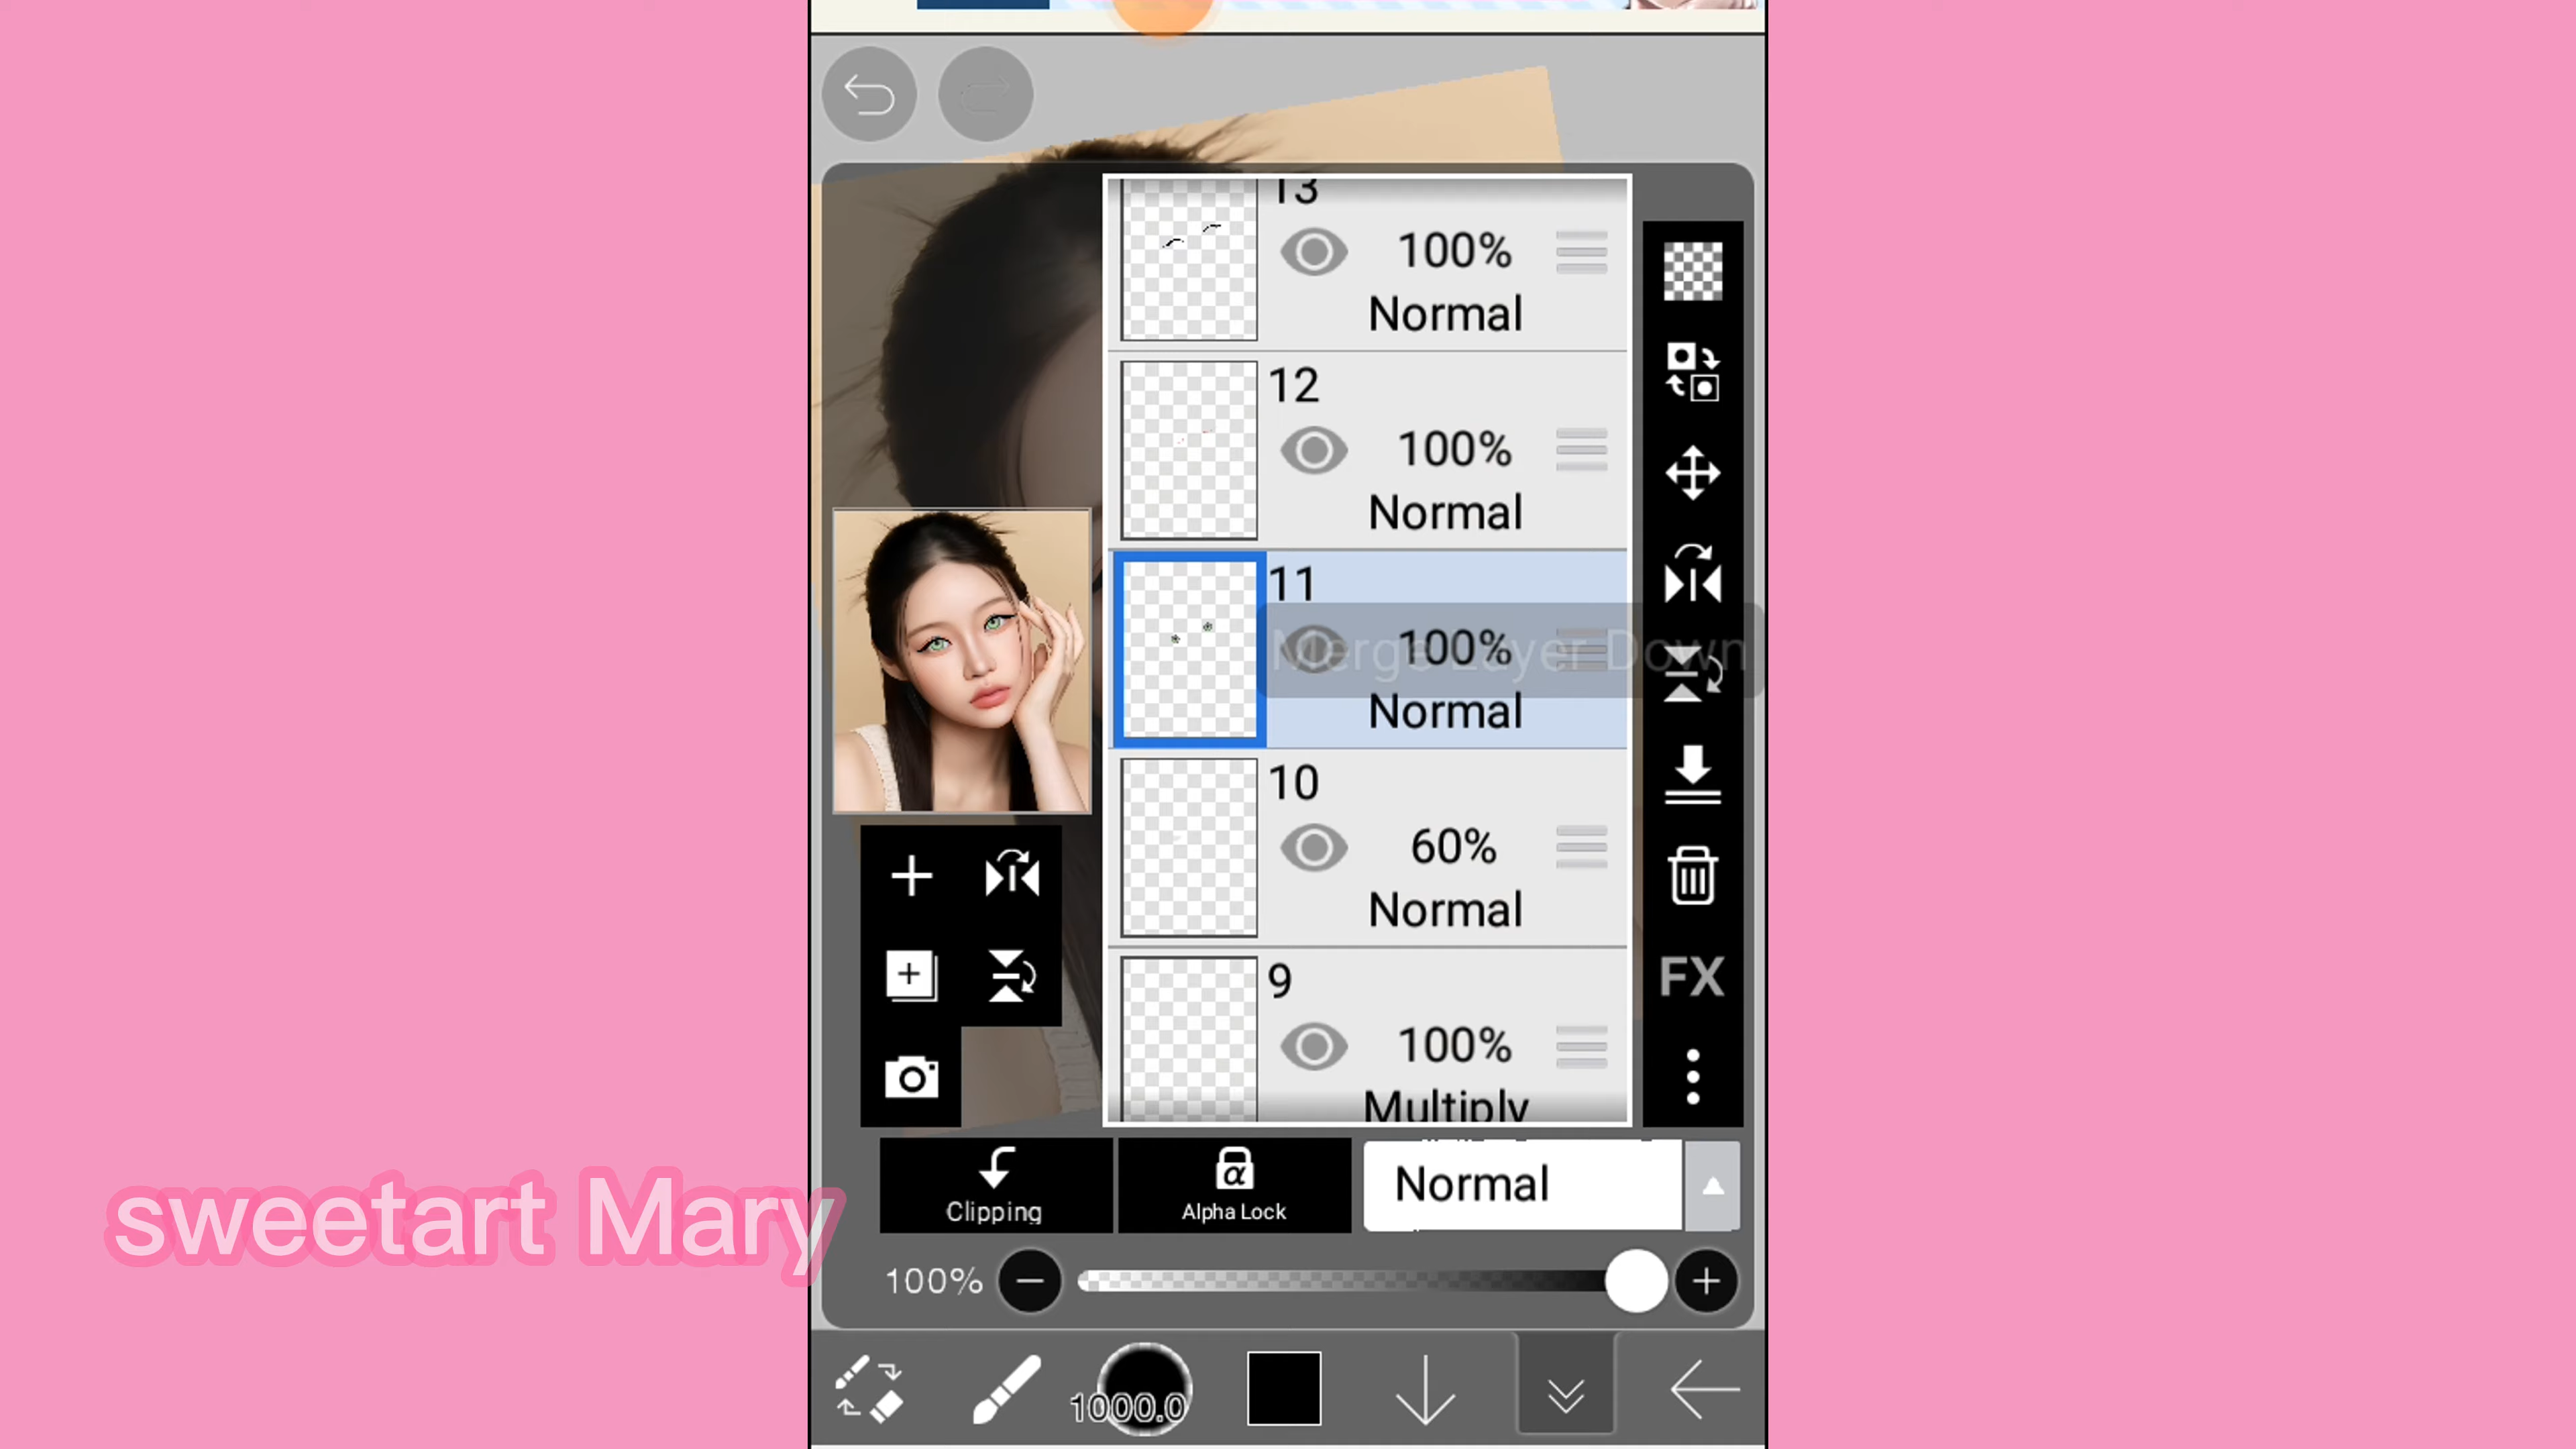 13
100%
Normal
12
100%
Normal
11
100%
Merge Layer Down
Normal
10
60%
Normal
9
100%
Multiply
Clipping
α
Alpha Lock
Normal
FX
100%
1000.0
sweetart Mary